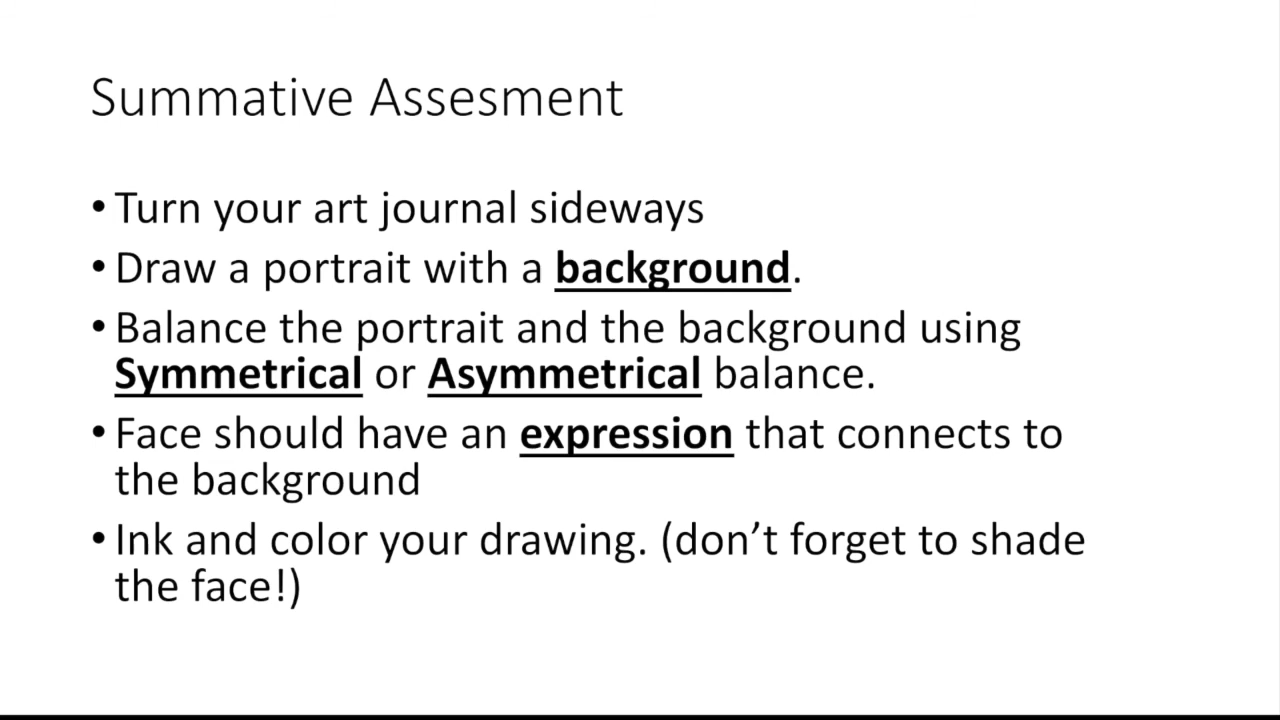 Summative Assesment
• Turn your art journal sideways
• Draw a portrait with a background.
• Balance the portrait and the background using
Symmetrical or Asymmetrical balance.
• Face should have an expression that connects to
the background
• Ink and color your drawing. (don’t forget to shade
the face!)